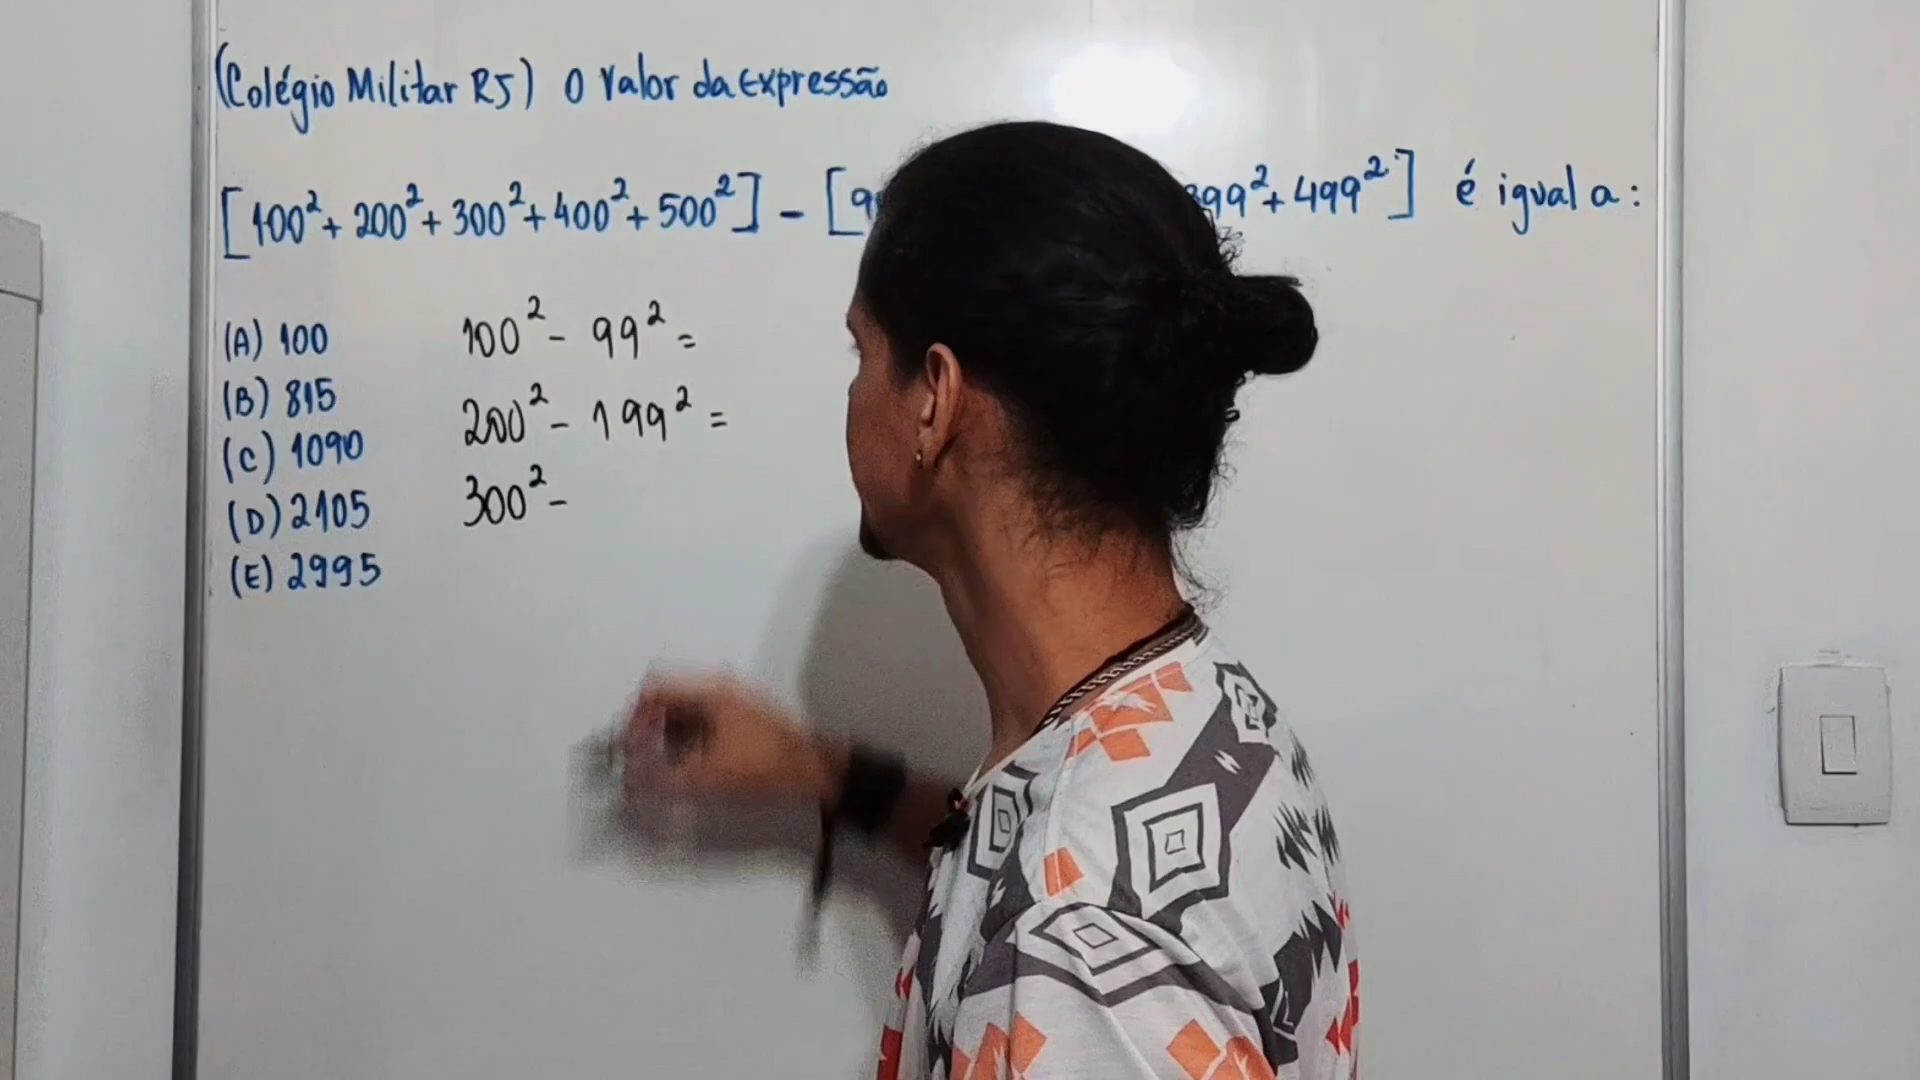 (Colégio Militar RJ) O valor da Expressão
[100²+ 200²+ 300²+ 400²+ 500²] - [9 99²+ 499²] é igual a:
(A) 100
(B) 815
(C) 1090
(D) 2105
(E) 2995
100² - 99² =
200² - 199² =
300² -